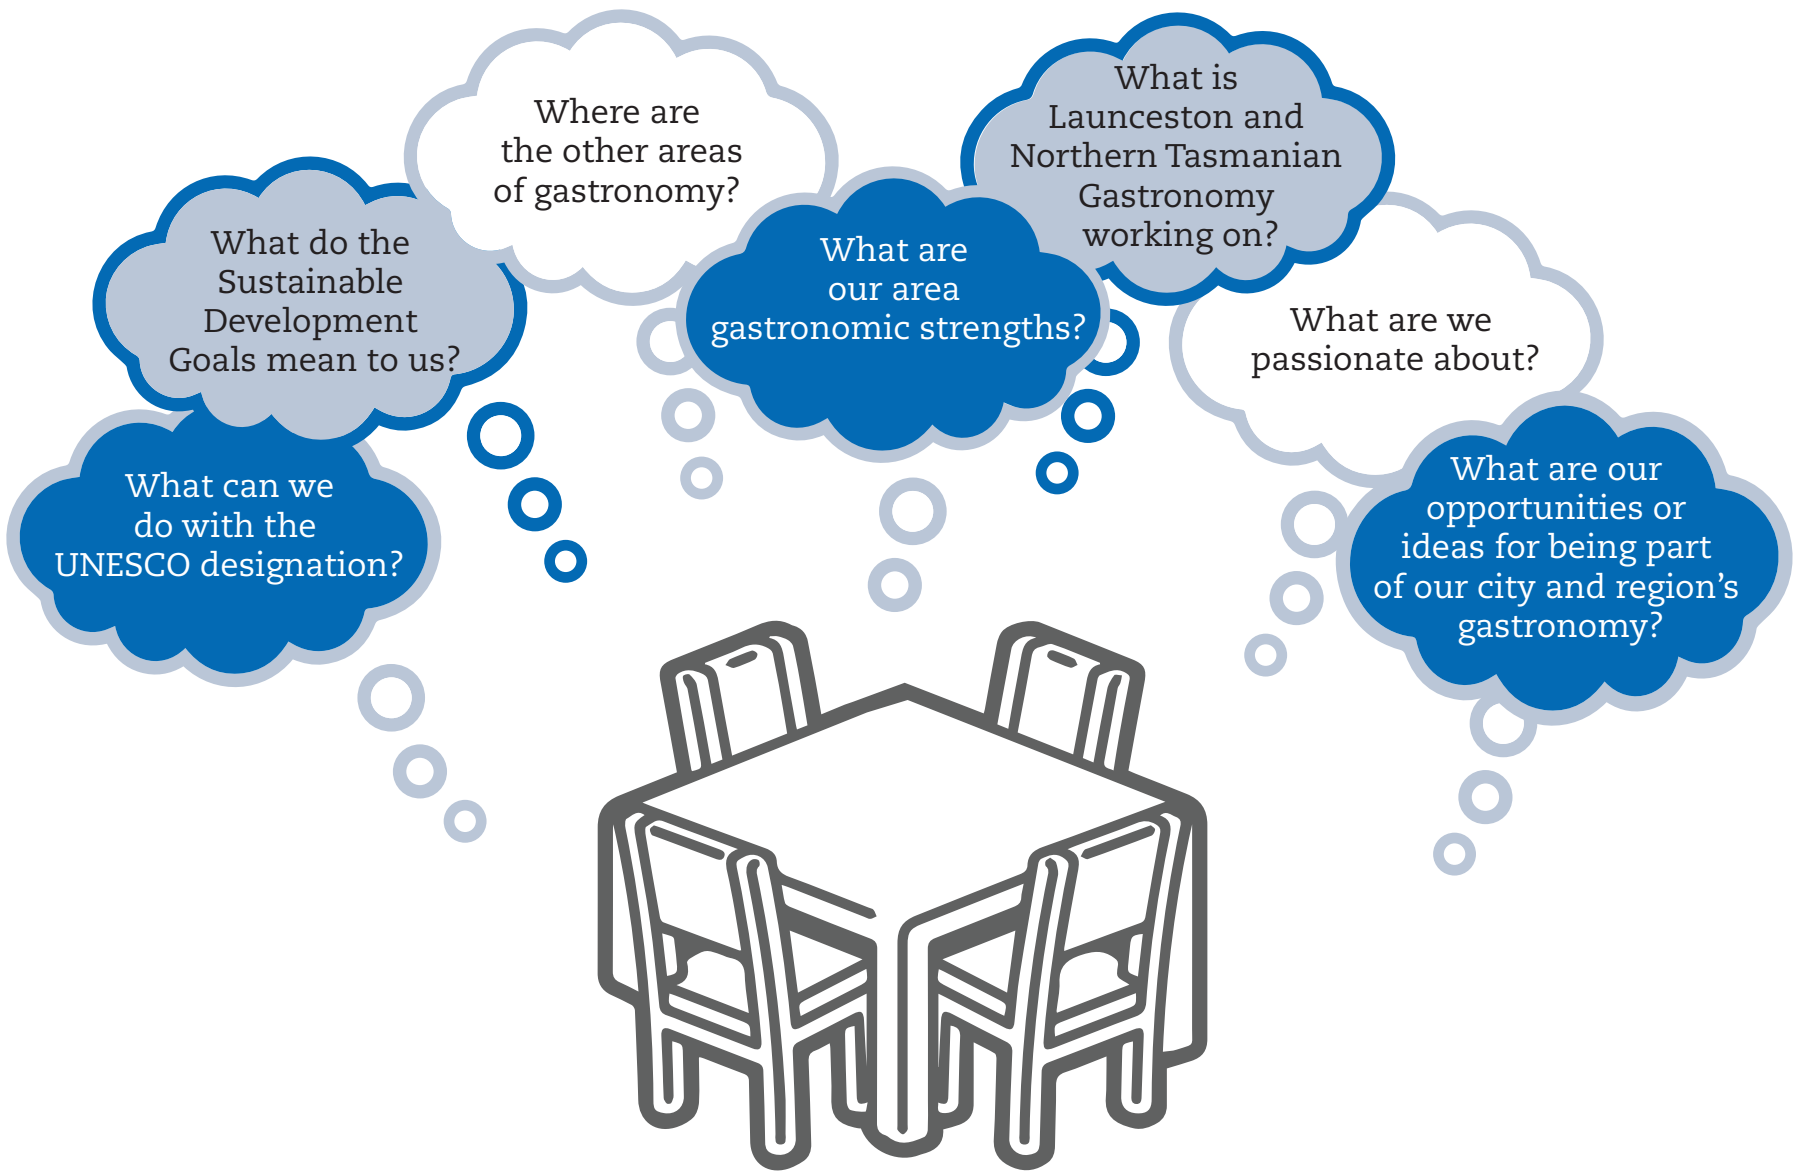 What can we
do with the
UNESCO designation?
What do the
Sustainable
Development
Goals mean to us?
Where are
the other areas
of gastronomy?
What are
our area
gastronomic strengths?
What is
Launceston and
Northern Tasmanian
Gastronomy
working on?
What are we
passionate about?
What are our
opportunities or
ideas for being part
of our city and region’s
gastronomy?